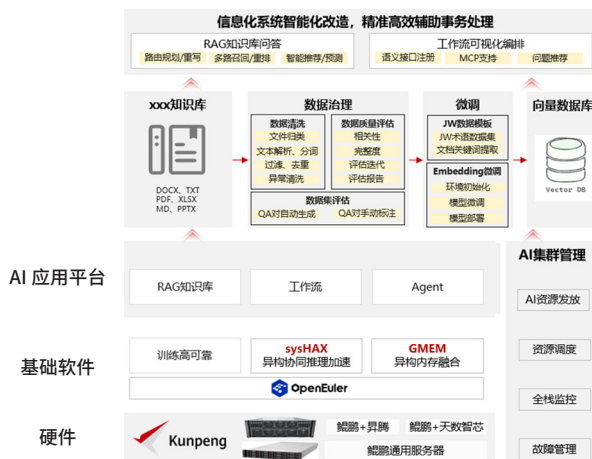 信息化系统智能化改造，精准高效辅助事务处理
RAG知识库问答
路由规划/重写 多路召回/重排 智能推荐/预测
工作流可视化编排
语义接口注册 MCP支持 问题推荐
xxx知识库
DOCX, TXT
PDF, XLSX
MD, PPTX
数据治理
数据清洗
文件归类
文本解析、分词
过滤、去重
异常清洗
数据质量评估
相关性
完整度
评估迭代
评估报告
数据集评估
QA对自动生成 QA对手动标注
微调
JW数据模板
JW术语数据集
文档关键词提取
Embedding微调
环境初始化
模型微调
模型部署
向量数据库
Vector DB
AI 应用平台
RAG知识库
工作流
Agent
基础软件
训练高可靠
sysHAX
异构协同推理加速
GMEM
异构内存融合
OpenEuler
硬件
Kunpeng
鲲鹏+昇腾 鲲鹏+天数智芯
鲲鹏通用服务器
AI集群管理
AI资源发放
资源调度
全栈监控
故障管理